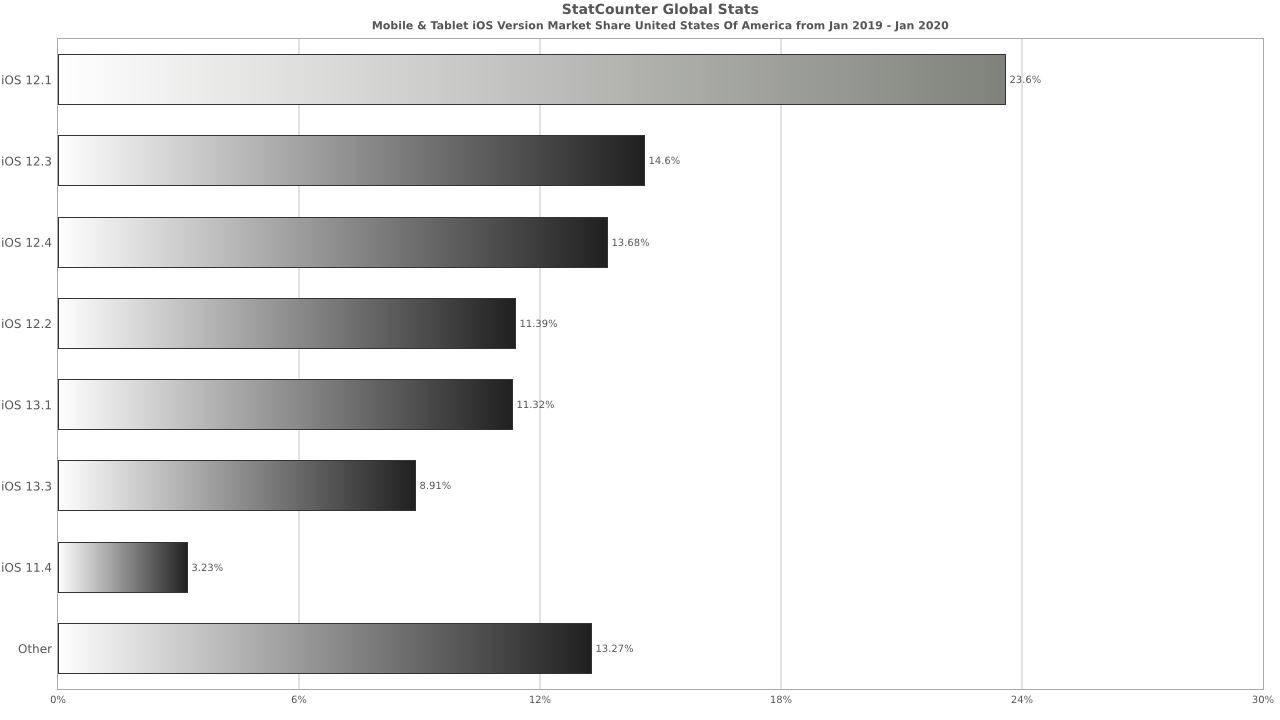 StatCounter Global Stats
Mobile & Tablet iOS Version Market Share United States Of America from Jan 2019 - Jan 2020
iOS 12.1 23.6%
iOS 12.3 14.6%
iOS 12.4 13.68%
iOS 12.2 11.39%
iOS 13.1 11.32%
iOS 13.3 8.91%
iOS 11.4 3.23%
Other 13.27%
0% 6% 12% 18% 24% 30%